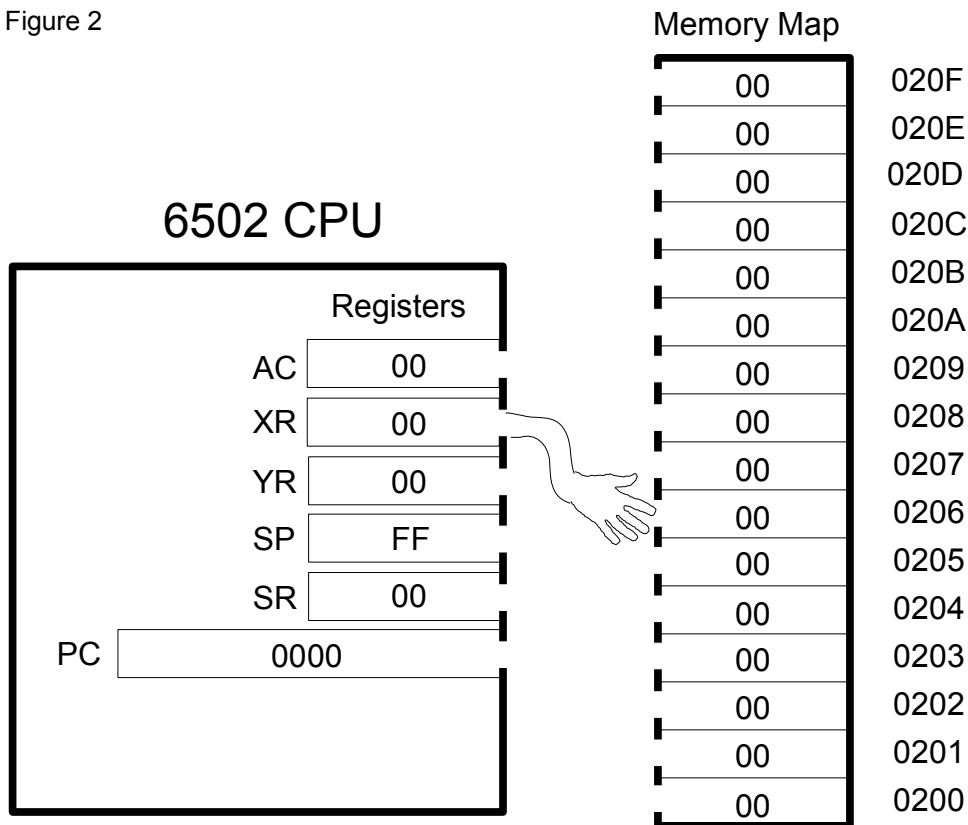 Figure 2
Memory Map
6502 CPU
Registers
AC 00
XR 00
YR 00
SP FF
SR 00
PC 0000
00 020F
00 020E
00 020D
00 020C
00 020B
00 020A
00 0209
00 0208
00 0207
00 0206
00 0205
00 0204
00 0203
00 0202
00 0201
00 0200